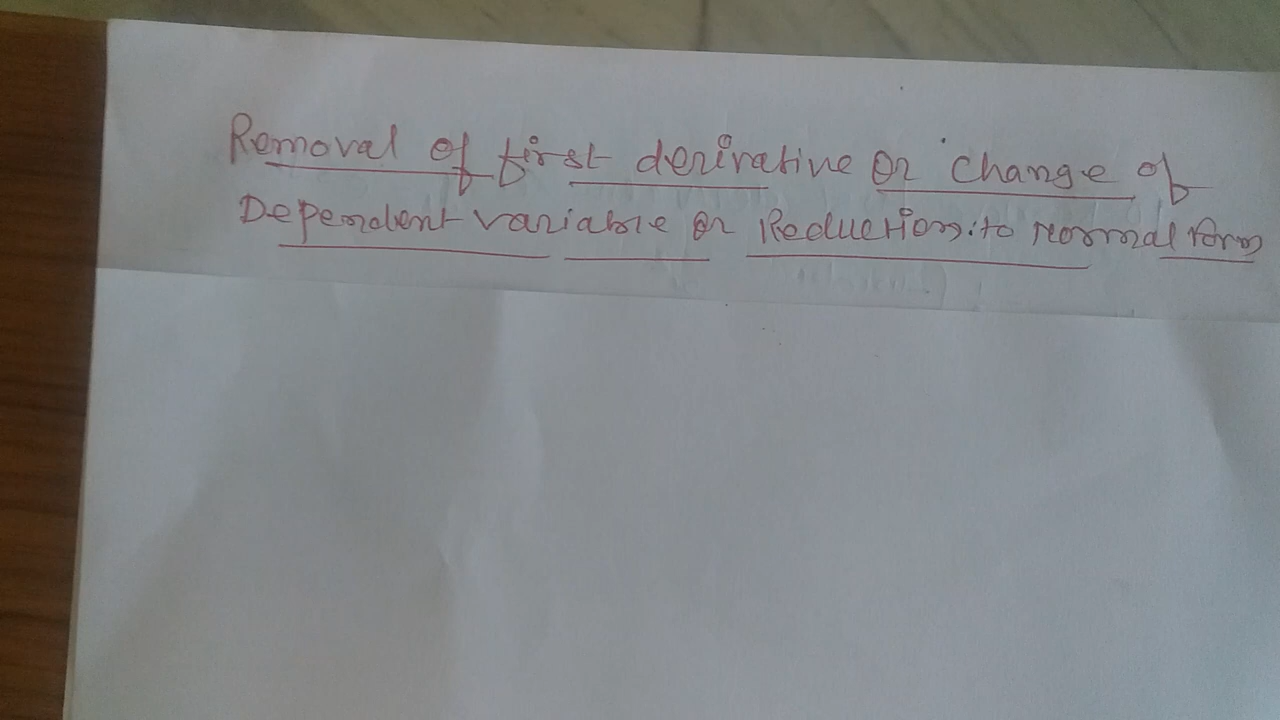 Removal of first derivative or change of
Dependent variable or Reduction to normal form